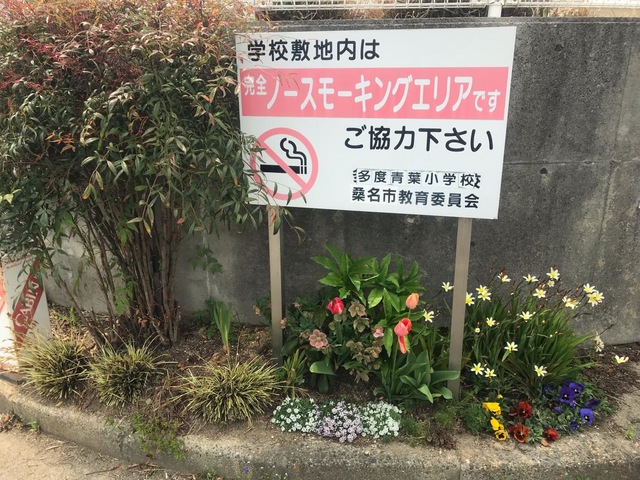 学校敷地内は
完全ノースモーキングエリアです
ご協力下さい
多度青葉小学校
桑名市教育委員会